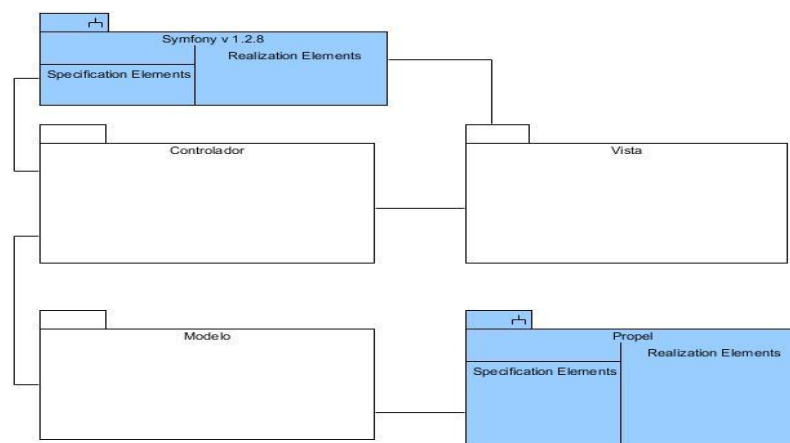 Symfony v 1.2.8
Realization Elements
Specification Elements
Controlador
Vista
Modelo
Propel
Realization Elements
Specification Elements